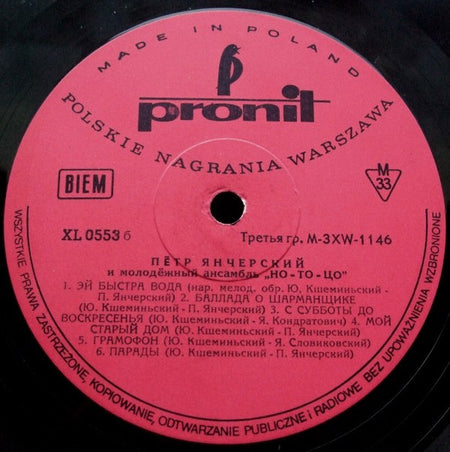 MADE IN POLAND
pronit
POLSKIE NAGRANIA WARSZAWA
BIEM
M
33
XL 0553 б
Третья гр. М-3XW-1146
ПЁТР ЯНЧЕРСКИЙ
и молодёжный ансамбль „НО-ТО-ЦО"
1. ЭЙ БЫСТРА ВОДА (нар. мелод. обр. Ю. Кшеминьский-
П. Янчерский) 2. БАЛЛАДА О ШАРМАНЩИКЕ
(Ю. Кшеминьский - П. Янчерский) 3. С СУББОТЫ ДО
ВОСКРЕСЕНЬЯ (Ю. Кшеминьский - Я. Кондратович) 4. МОЙ
СТАРЫЙ ДОМ (Ю. Кшеминьский - П. Янчерский)
5. ГРАМОФОН (Ю. Кшеминьский - Я. Словиковский)
6. ПАРАДЫ (Ю. Кшеминьский - П. Янчерский)
WSZYSTKIE PRAWA ZASTRZEŻONE, KOPIOWANIE, ODTWARZANIE PUBLICZNE i RADIOWE BEZ UPOWAŻNIENIA WZBRONIONE